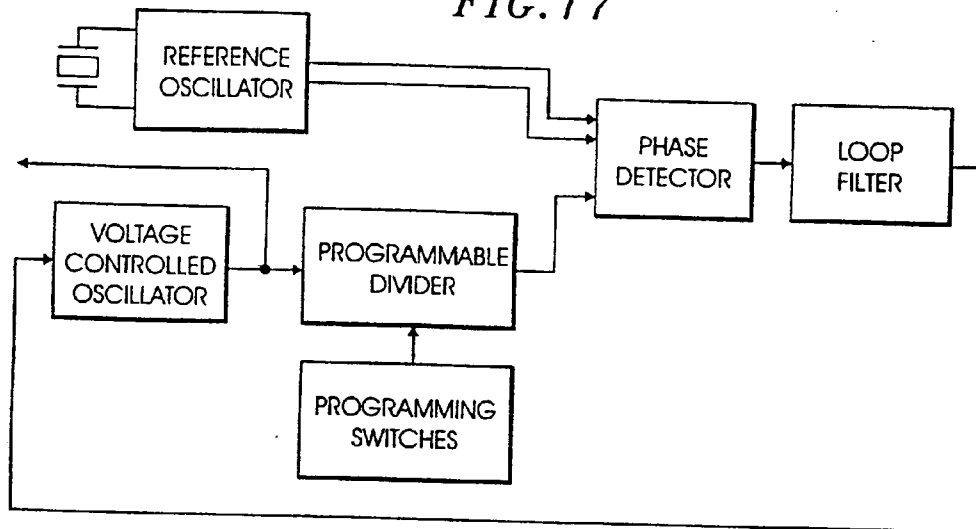 FIG. 17
REFERENCE
OSCILLATOR
PHASE
DETECTOR
LOOP
FILTER
VOLTAGE
CONTROLLED
OSCILLATOR
PROGRAMMABLE
DIVIDER
PROGRAMMING
SWITCHES